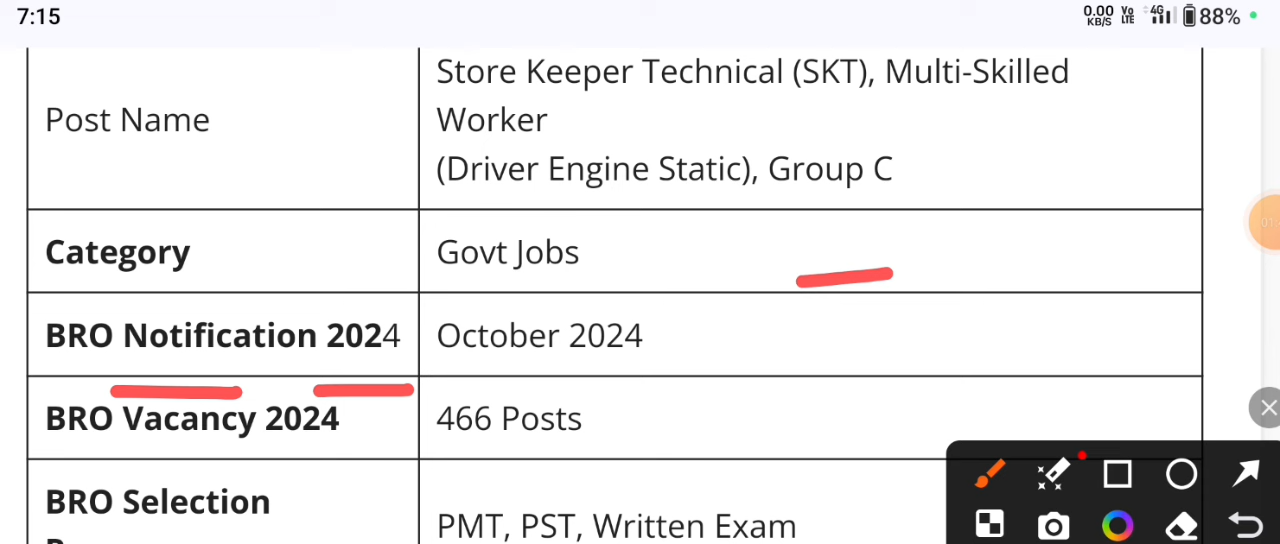 7:15
0.00 KB/S Vo LTE 4G 88%
Store Keeper Technical (SKT), Multi-Skilled
Post Name
Worker
(Driver Engine Static), Group C
Category
Govt Jobs
BRO Notification 2024
October 2024
BRO Vacancy 2024
466 Posts
BRO Selection
PMT, PST, Written Exam